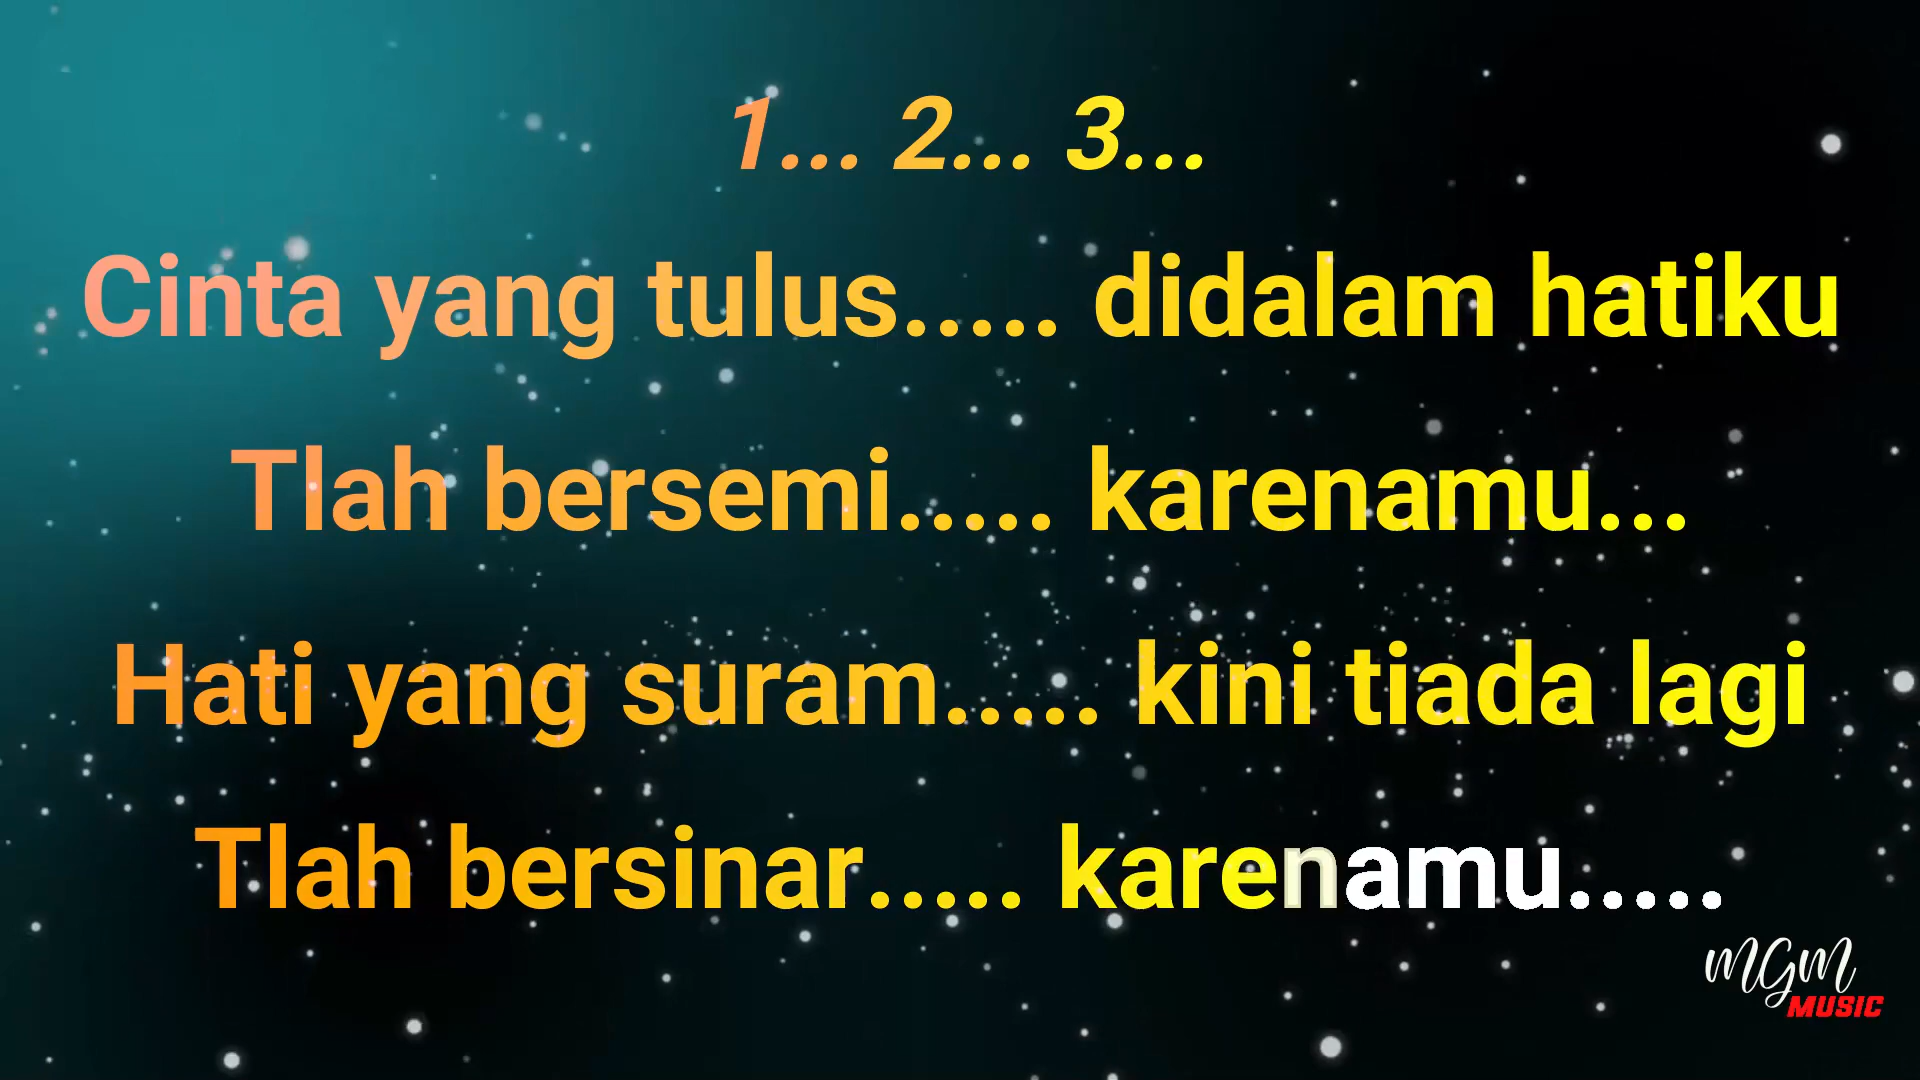 1... 2... 3...
Cinta yang tulus..... didalam hatiku
Tlah bersemi..... karenamu...
Hati yang suram..... kini tiada lagi
Tlah bersinar..... karenamu.....
MGM
MUSIC